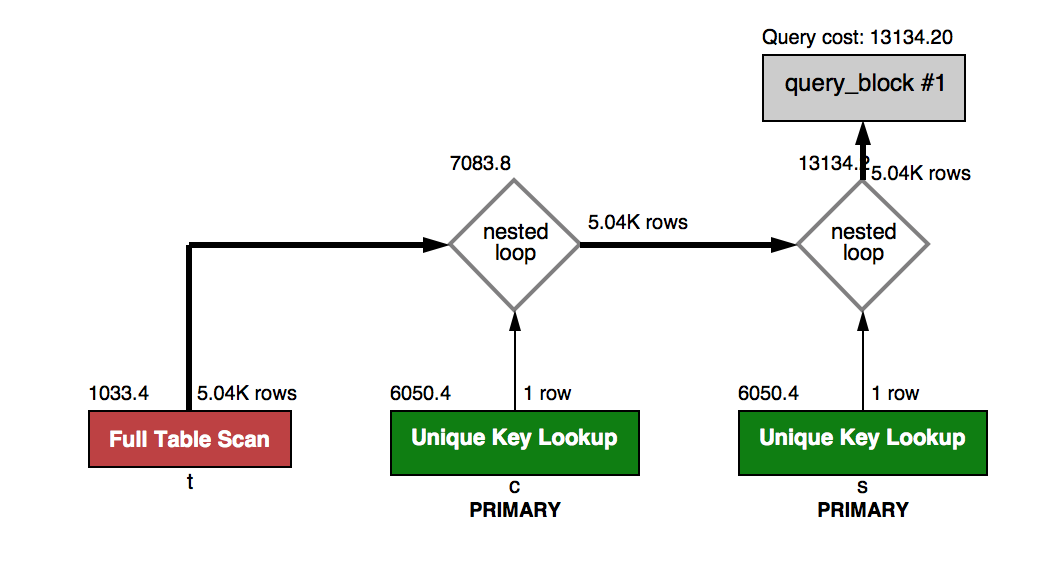 Query cost: 13134.20
query_block #1
7083.8
13134.2
5.04K rows
5.04K rows
nested
loop
nested
loop
1033.4
5.04K rows
6050.4
1 row
6050.4
1 row
Full Table Scan
Unique Key Lookup
Unique Key Lookup
t
c
s
PRIMARY
PRIMARY